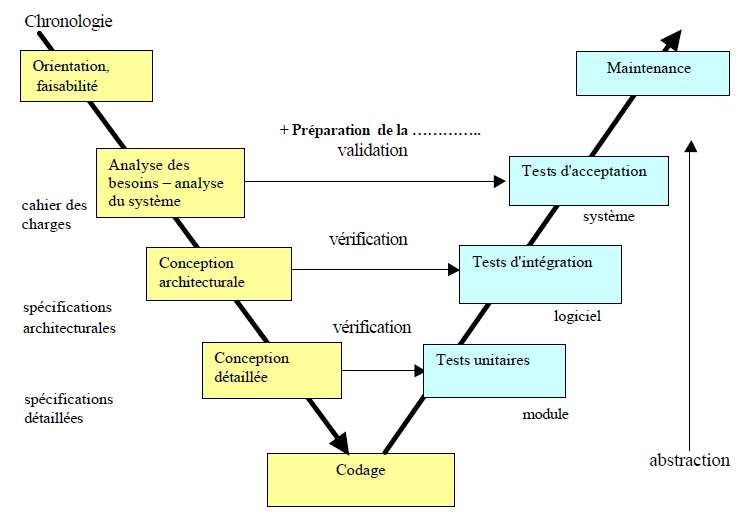 Chronologie
Orientation,
faisabilité
Maintenance
+ Préparation de la …………..
validation
Analyse des
besoins – analyse
du système
Tests d'acceptation
cahier des
charges
système
vérification
Conception
architecturale
Tests d'intégration
spécifications
architecturales
logiciel
vérification
Conception
détaillée
Tests unitaires
spécifications
détaillées
module
abstraction
Codage